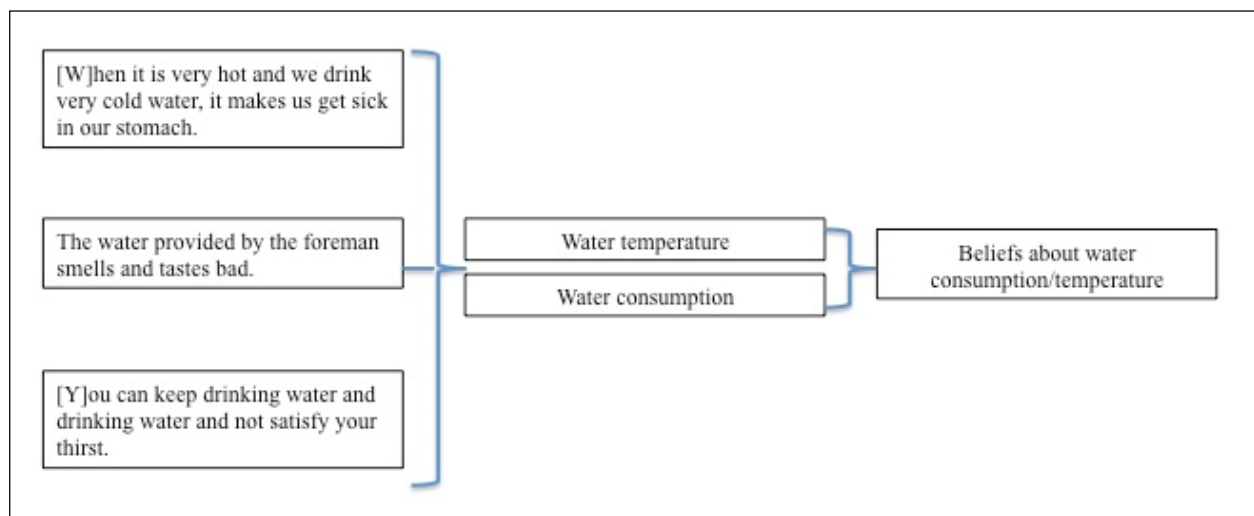 [W]hen it is very hot and we drink
very cold water, it makes us get sick
in our stomach.
The water provided by the foreman
smells and tastes bad.
[Y]ou can keep drinking water and
drinking water and not satisfy your
thirst.
Water temperature
Water consumption
Beliefs about water
consumption/temperature